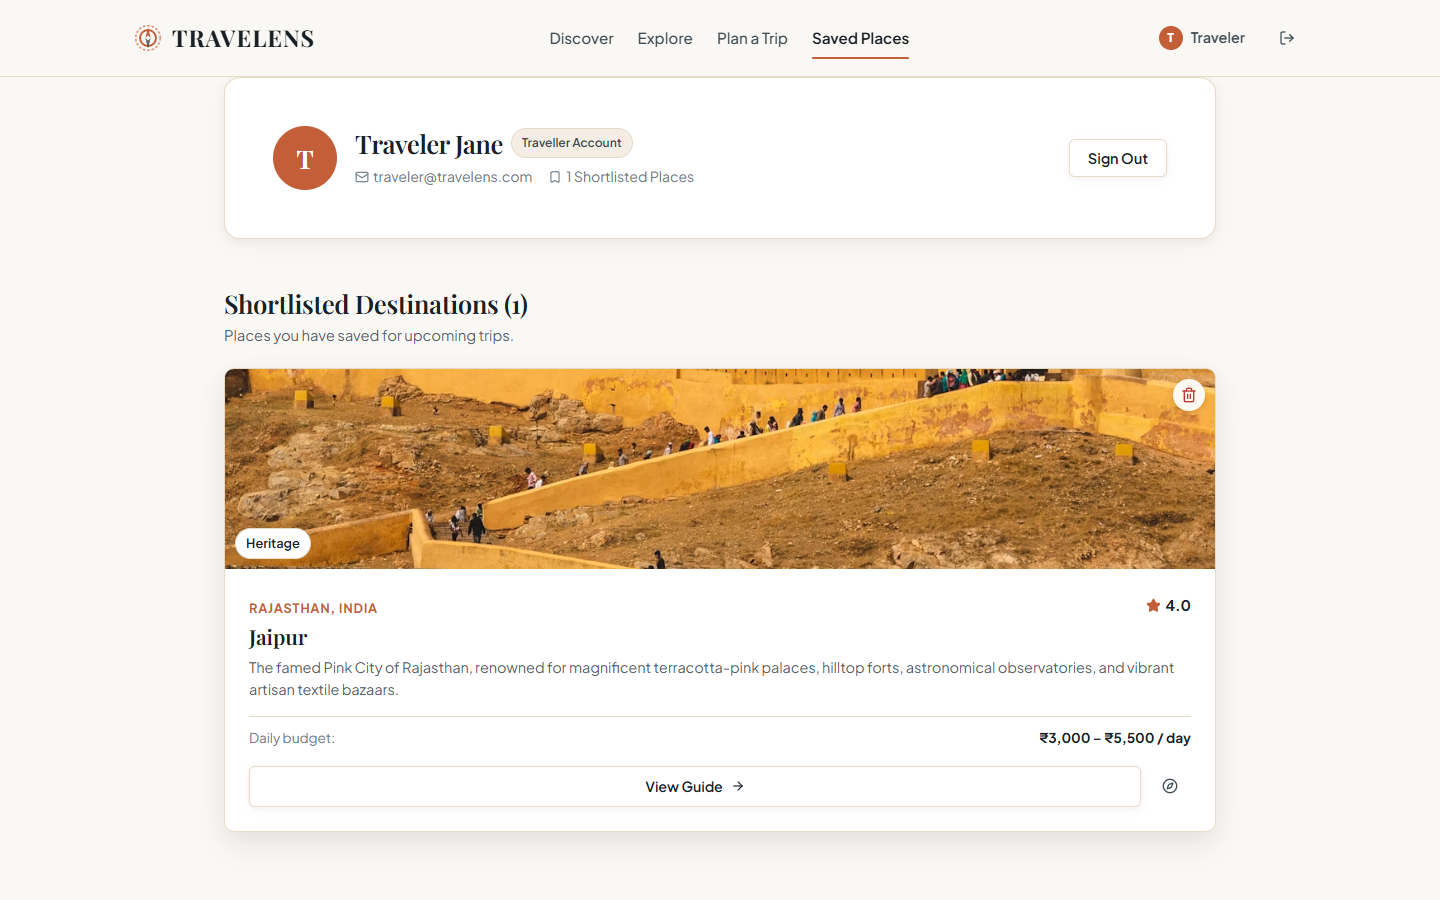 TRAVELENS
Discover
Explore
Plan a Trip
Saved Places
T
Traveler
T
Traveler Jane
Traveller Account
traveler@travelens.com
1 Shortlisted Places
Sign Out
Shortlisted Destinations (1)
Places you have saved for upcoming trips.
Heritage
RAJASTHAN, INDIA
4.0
Jaipur
The famed Pink City of Rajasthan, renowned for magnificent terracotta-pink palaces, hilltop forts, astronomical observatories, and vibrant
artisan textile bazaars.
Daily budget:
₹3,000 – ₹5,500 / day
View Guide